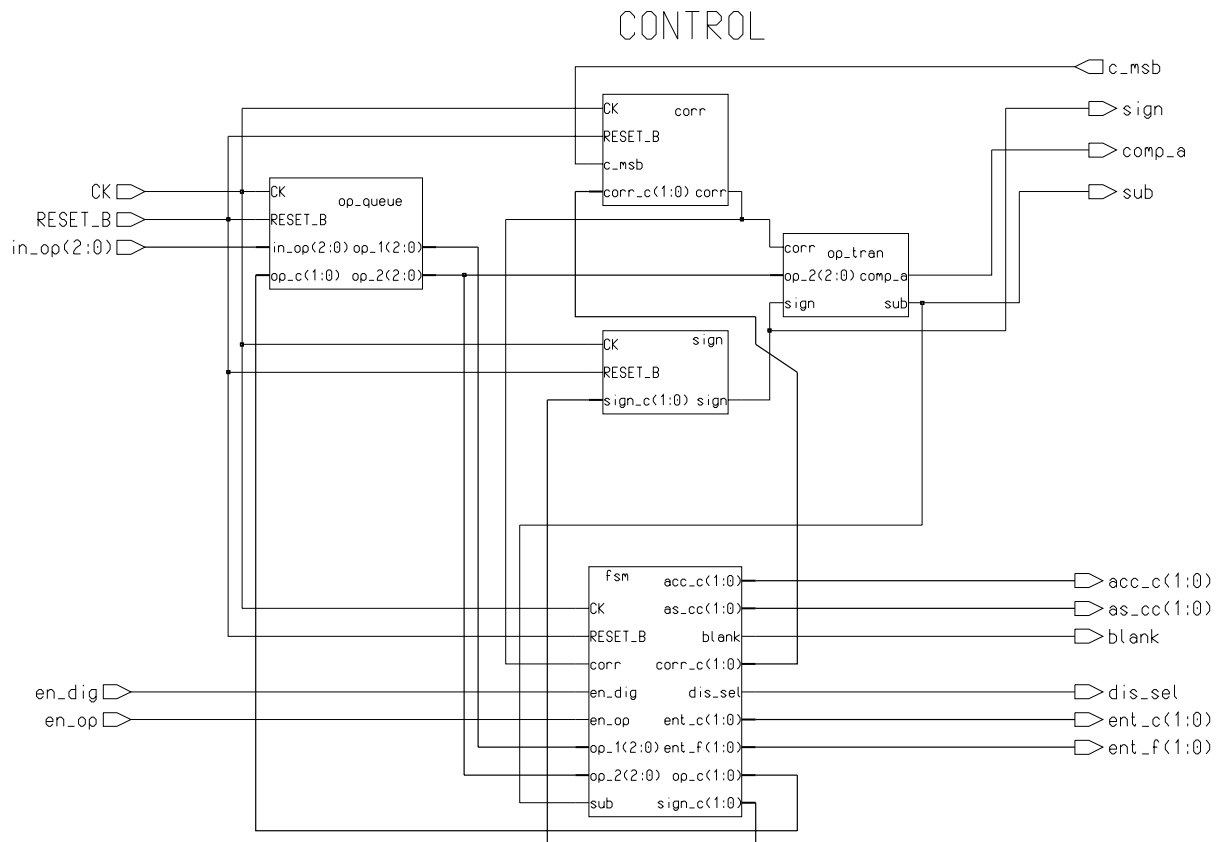 CONTROL
c_msb
CK corr
sign
RESET_B
comp_a
c_msb
CK
CK
corr_c(1:0) corr
sub
op_queue
RESET_B
RESET_B
in_op(2:0)
in_op(2:0) op_1(2:0)
corr
op_tran
op_c(1:0) op_2(2:0)
op_2(2:0) comp_a
sign sub
CK sign
RESET_B
sign_c(1:0) sign
fsm
acc_c(1:0)
acc_c(1:0)
CK as_cc(1:0)
as_cc(1:0)
RESET_B blank
blank
corr corr_c(1:0)
en_dig
en_dig dis_sel
dis_sel
en_op
en_op ent_c(1:0)
ent_c(1:0)
op_1(2:0) ent_f(1:0)
ent_f(1:0)
op_2(2:0) op_c(1:0)
sub sign_c(1:0)